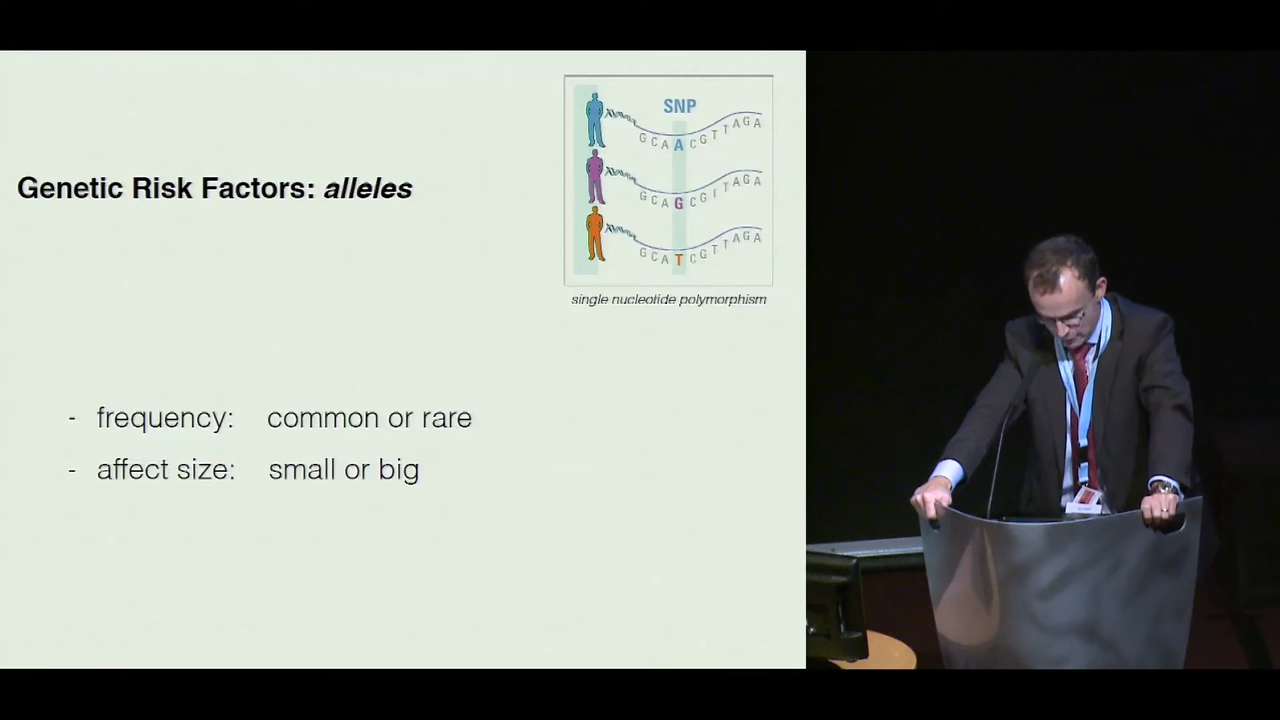 SNP
GCAACGTTAGA
Genetic Risk Factors: alleles
GCAGCGTTAGA
GCATCGTTAGA
single nucleotide polymorphism
- frequency: common or rare
- affect size: small or big